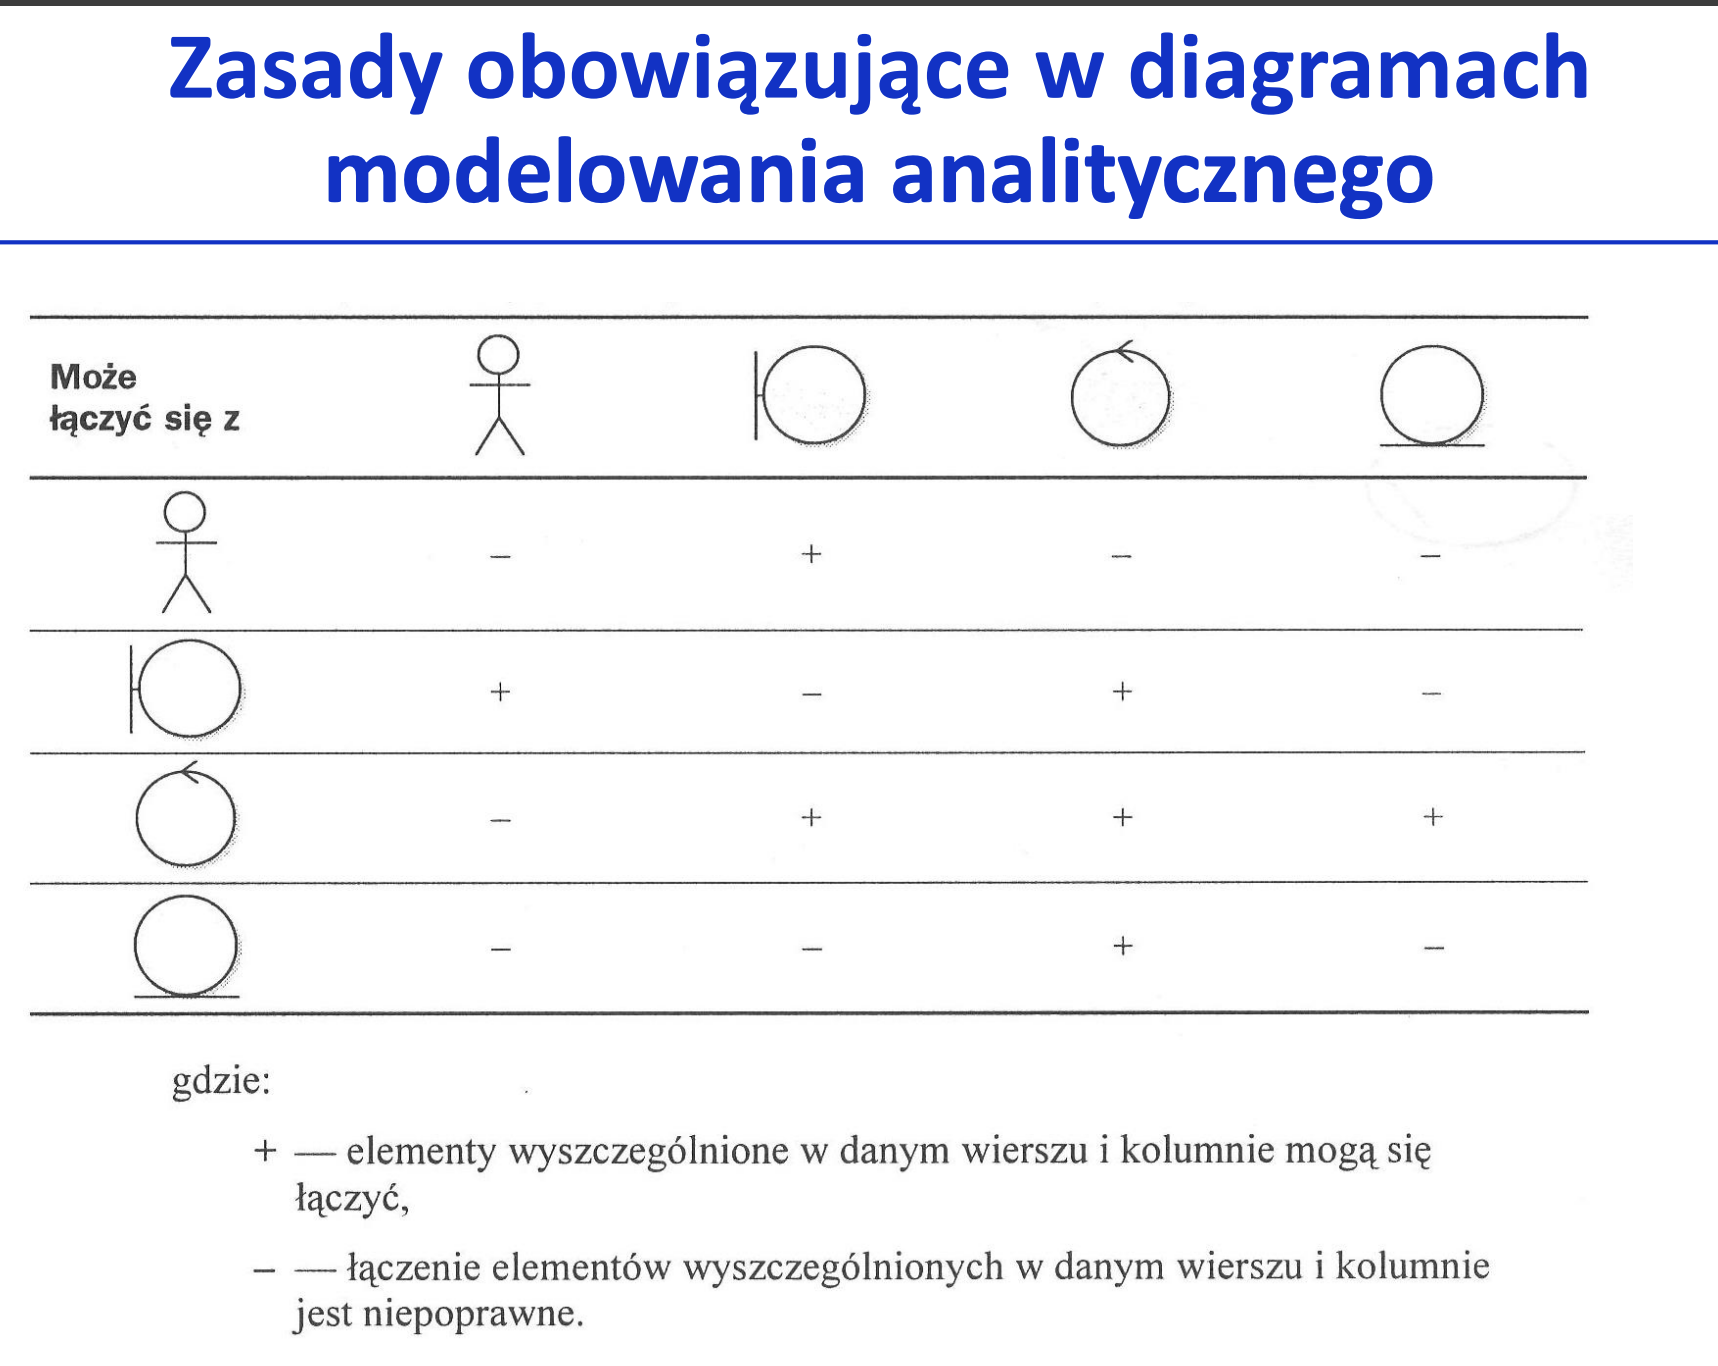 Zasady obowiązujące w diagramach
modelowania analitycznego
Może
łączyć się z
– + – –
+ – + –
– + + +
– – + –
gdzie:
+ — elementy wyszczególnione w danym wierszu i kolumnie mogą się
łączyć,
– — łączenie elementów wyszczególnionych w danym wierszu i kolumnie
jest niepoprawne.